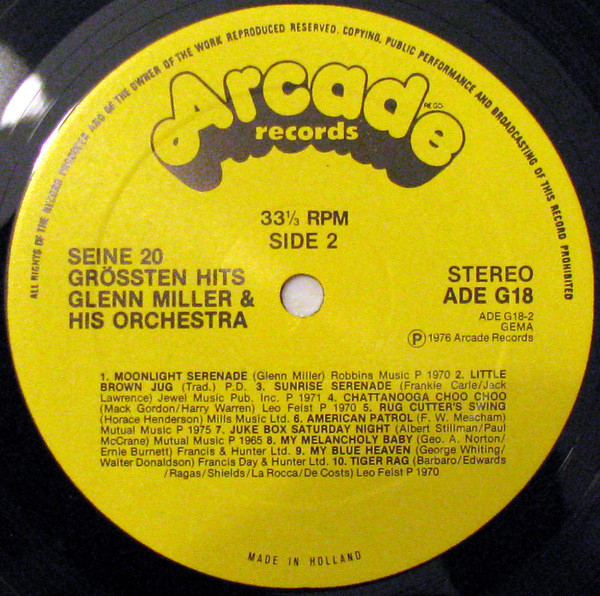 ALL RIGHTS OF THE RECORD PRODUCERS AND OF THE OWNER OF THE WORK REPRODUCED RESERVED. COPYING, PUBLIC PERFORMANCE AND BROADCASTING OF THIS RECORD PROHIBITED
Arcade
REGD.
records
33⅓ RPM
SIDE 2
SEINE 20
GRÖSSTEN HITS
GLENN MILLER &
HIS ORCHESTRA
STEREO
ADE G18
ADE G18-2
GEMA
Ⓟ 1976 Arcade Records
1. MOONLIGHT SERENADE (Glenn Miller) Robbins Music P 1970 2. LITTLE
BROWN JUG (Trad.) P.D. 3. SUNRISE SERENADE (Frankie Carle/Jack
Lawrence) Jewel Music Pub. Inc. P 1971 4. CHATTANOOGA CHOO CHOO
(Mack Gordon/Harry Warren) Leo Feist P 1970 5. RUG CUTTER'S SWING
(Horace Henderson) Mills Music Ltd. 6. AMERICAN PATROL (F. W. Meacham)
Mutual Music P 1975 7. JUKE BOX SATURDAY NIGHT (Albert Stillman/Paul
McCrane) Mutual Music P 1965 8. MY MELANCHOLY BABY (Geo. A. Norton/
Ernie Burnett) Francis & Hunter Ltd. 9. MY BLUE HEAVEN (George Whiting/
Walter Donaldson) Francis Day & Hunter Ltd. 10. TIGER RAG (Barbaro/Edwards
/Ragas/Shields/La Rocca/De Costs) Leo Feist P 1970
MADE IN HOLLAND